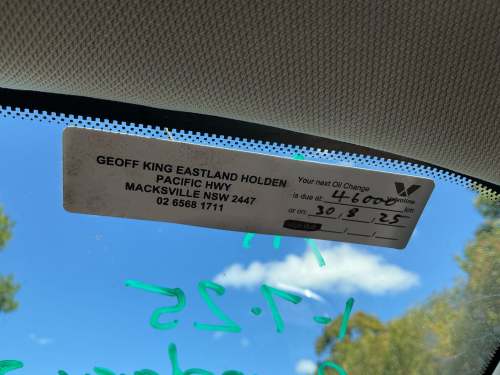 GEOFF KING EASTLAND HOLDEN
PACIFIC HWY
MACKSVILLE NSW 2447
02 6568 1711
Your next Oil Change
is due at: 46000 km
or on: 30, 8, 25